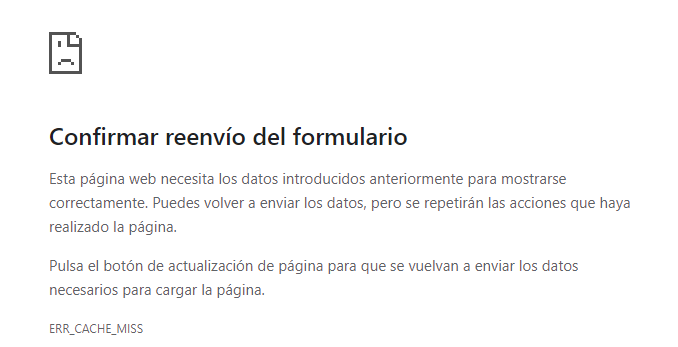 Confirmar reenvío del formulario
Esta página web necesita los datos introducidos anteriormente para mostrarse
correctamente. Puedes volver a enviar los datos, pero se repetirán las acciones que haya
realizado la página.
Pulsa el botón de actualización de página para que se vuelvan a enviar los datos
necesarios para cargar la página.
ERR_CACHE_MISS